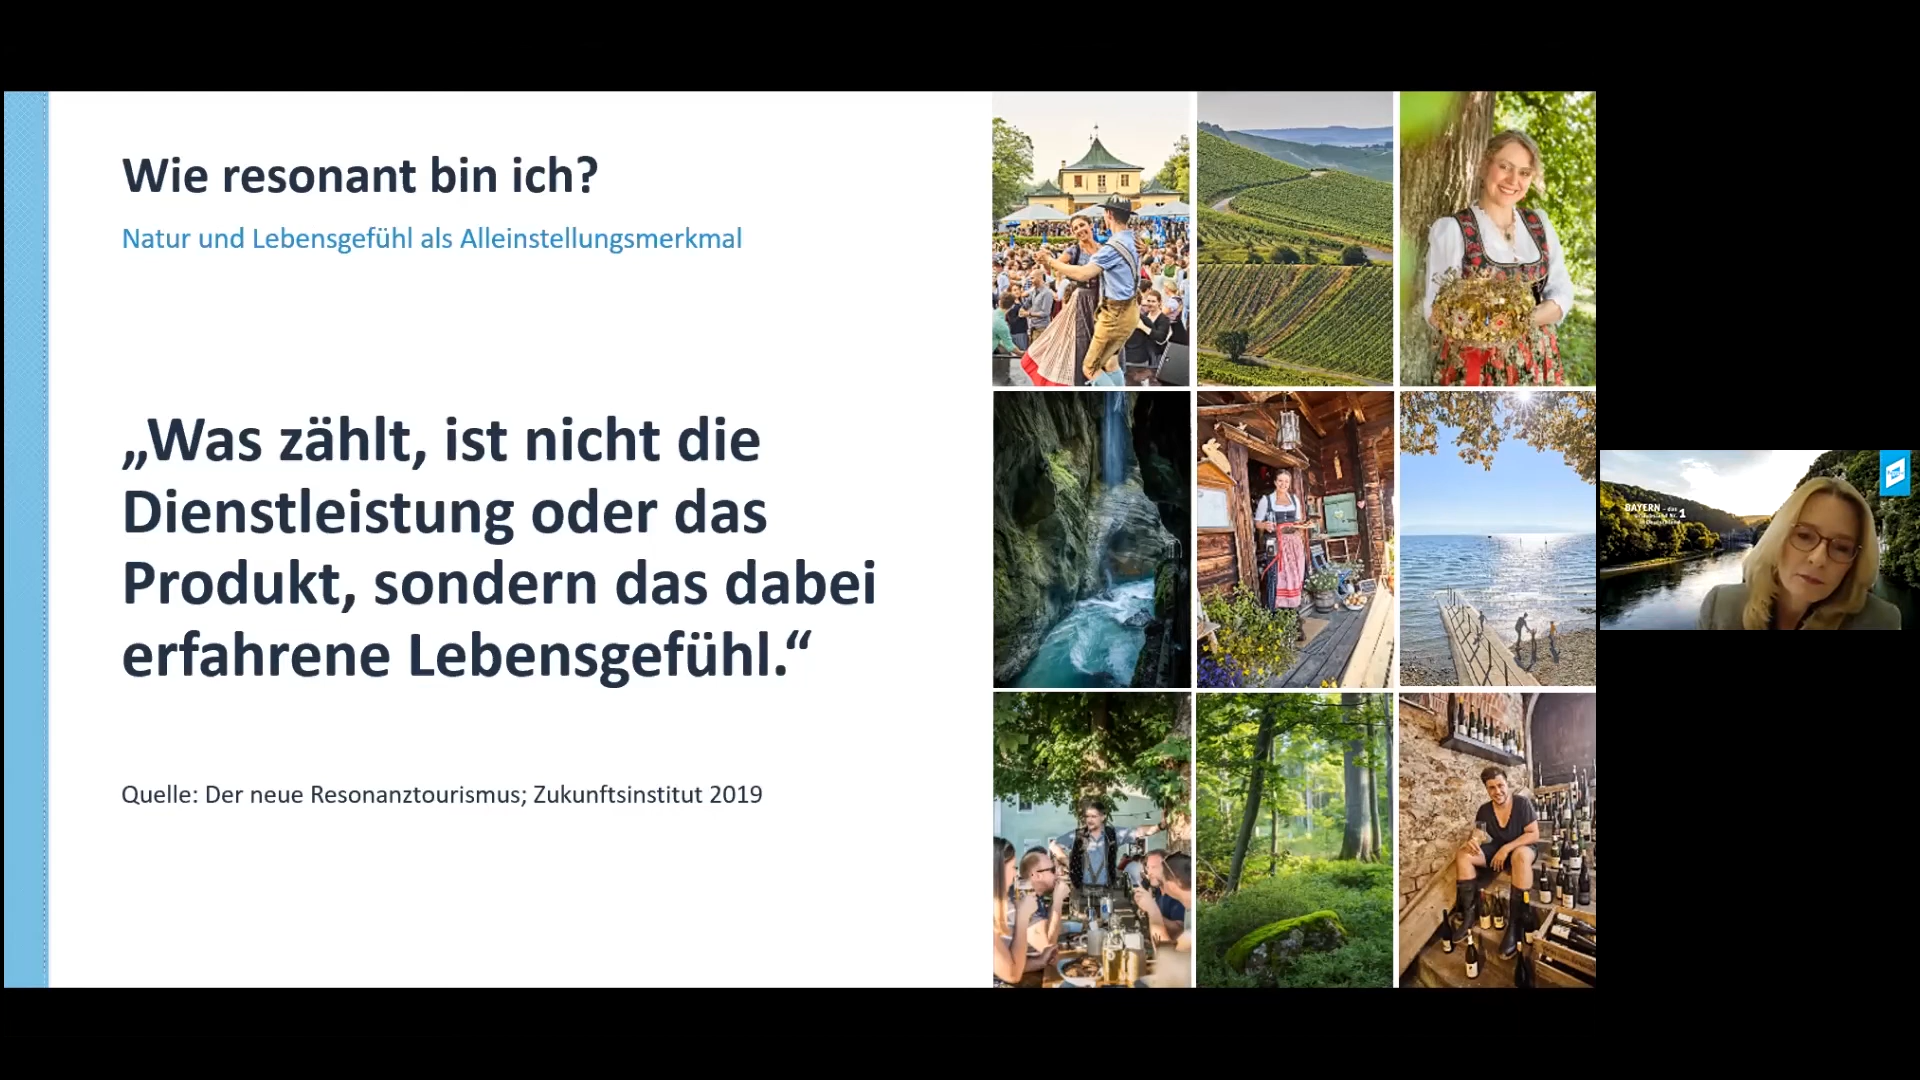 Wie resonant bin ich?
Natur und Lebensgefühl als Alleinstellungsmerkmal
„Was zählt, ist nicht die
Dienstleistung oder das
Produkt, sondern das dabei
erfahrene Lebensgefühl.“
Quelle: Der neue Resonanztourismus; Zukunftsinstitut 2019
BAYERN – das
Nr. 1